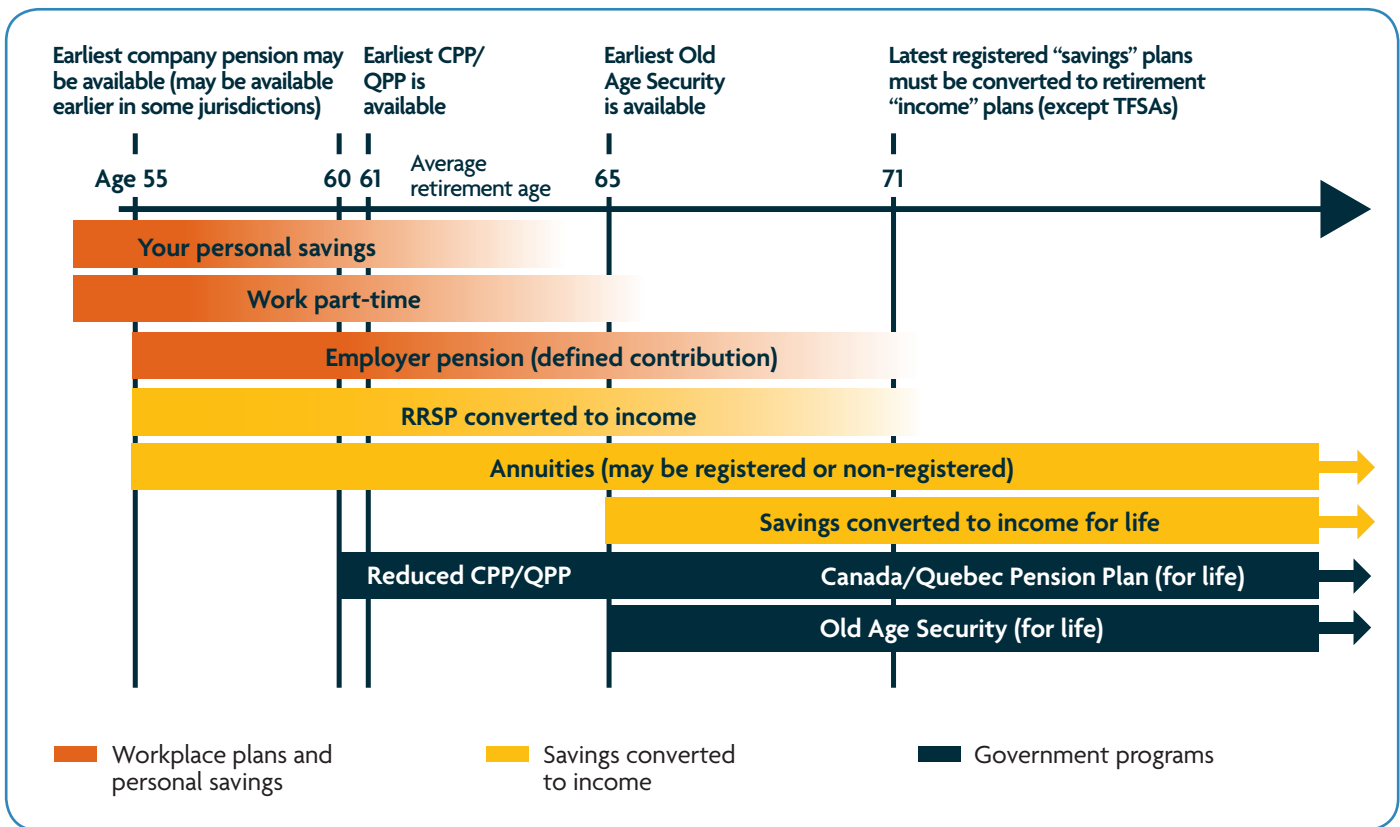 Earliest company pension may
be available (may be available
earlier in some jurisdictions)
Earliest CPP/
QPP is
available
Earliest Old
Age Security
is available
Latest registered “savings” plans
must be converted to retirement
“income” plans (except TFSAs)
Age 55
60 61
Average
retirement age
65
71
Your personal savings
Work part-time
Employer pension (defined contribution)
RRSP converted to income
Annuities (may be registered or non-registered)
Savings converted to income for life
Reduced CPP/QPP
Canada/Quebec Pension Plan (for life)
Old Age Security (for life)
Workplace plans and
personal savings
Savings converted
to income
Government programs